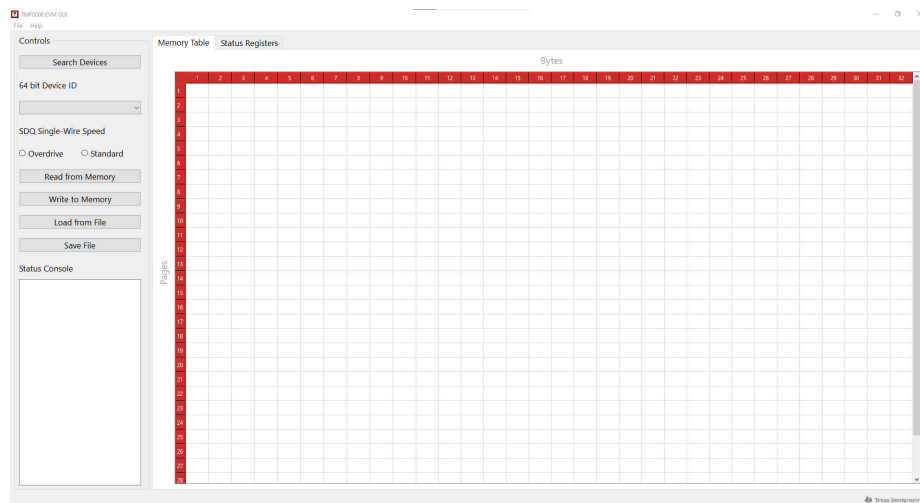 TMF0008 EVM GUI
File Help
Controls
Search Devices
64 bit Device ID
SDQ Single-Wire Speed
Overdrive Standard
Read from Memory
Write to Memory
Load from File
Save File
Status Console
Memory Table Status Registers
Bytes
1 2 3 4 5 6 7 8 9 10 11 12 13 14 15 16 17 18 19 20 21 22 23 24 25 26 27 28 29 30 31 32
Pages
1
2
3
4
5
6
7
8
9
10
11
12
13
14
15
16
17
18
19
20
21
22
23
24
25
26
27
28
TEXAS INSTRUMEN